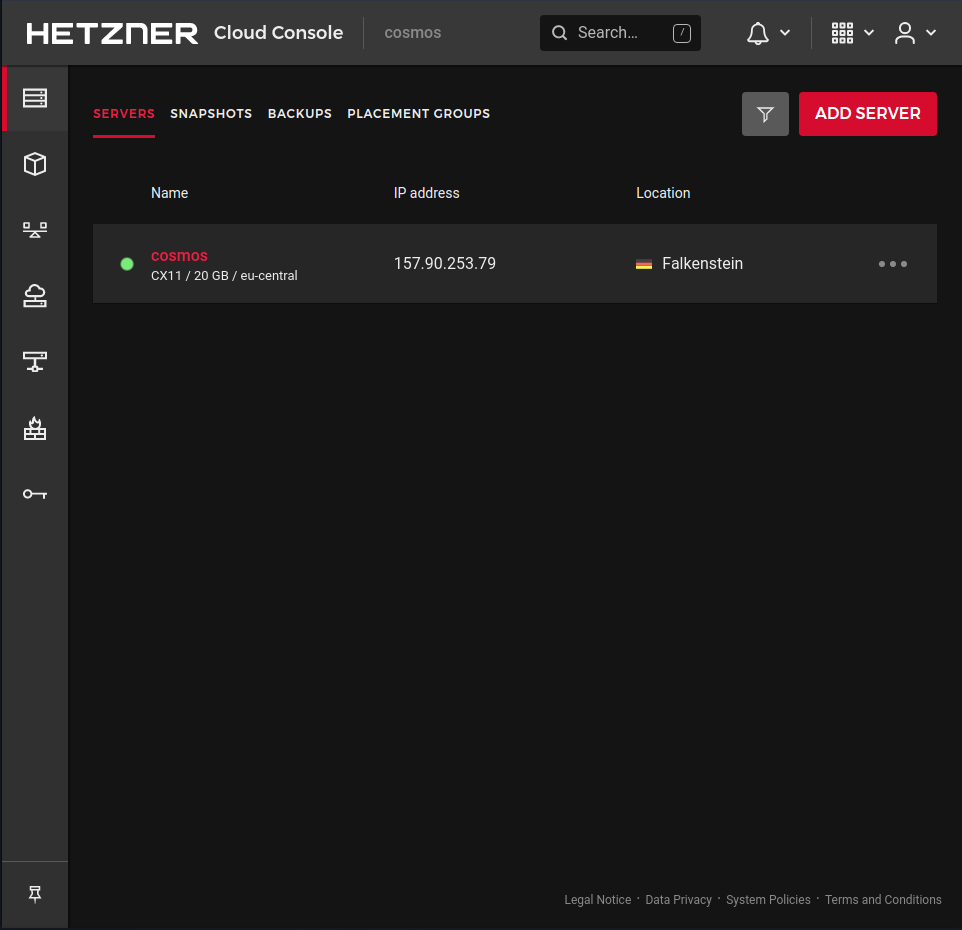 HETZNER Cloud Console cosmos Search... /
SERVERS SNAPSHOTS BACKUPS PLACEMENT GROUPS ADD SERVER
Name IP address Location
cosmos
CX11 / 20 GB / eu-central
157.90.253.79
Falkenstein
Legal Notice · Data Privacy · System Policies · Terms and Conditions